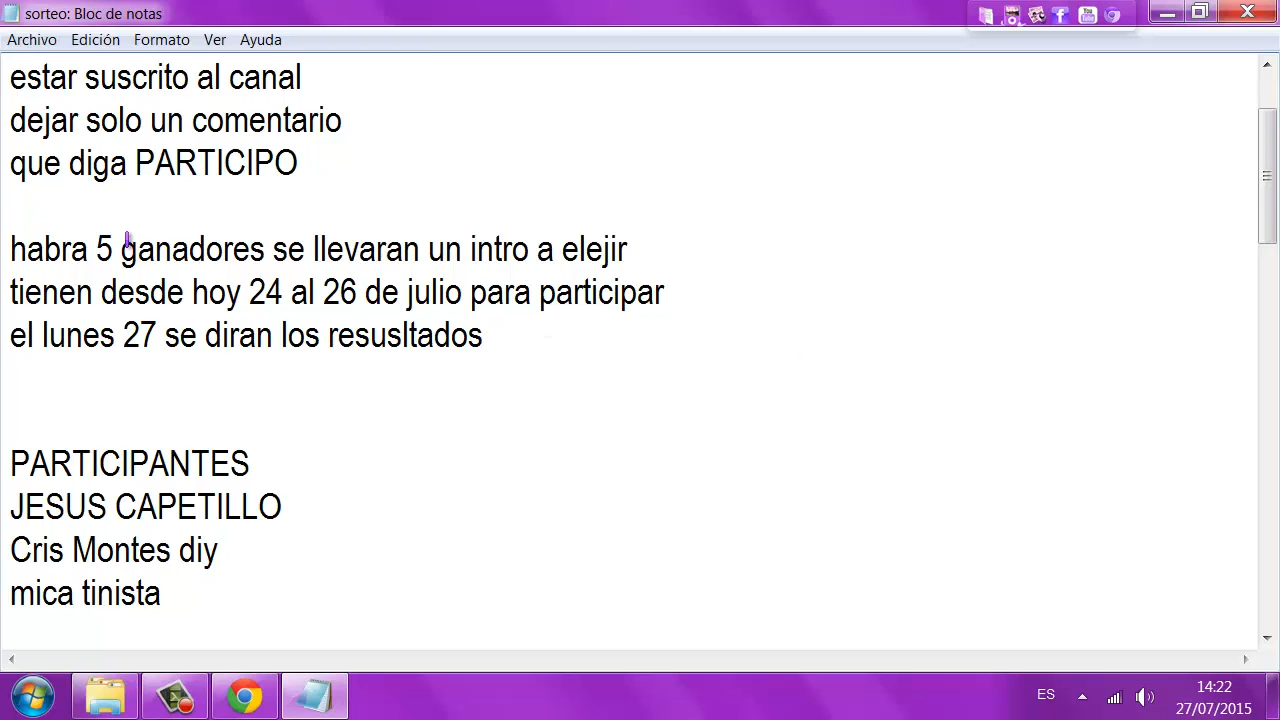 sorteo: Bloc de notas
Archivo Edición Formato Ver Ayuda
estar suscrito al canal
dejar solo un comentario
que diga PARTICIPO
habra 5 ganadores se llevaran un intro a elejir
tienen desde hoy 24 al 26 de julio para participar
el lunes 27 se diran los resusltados
PARTICIPANTES
JESUS CAPETILLO
Cris Montes diy
mica tinista
ES
14:22
27/07/2015